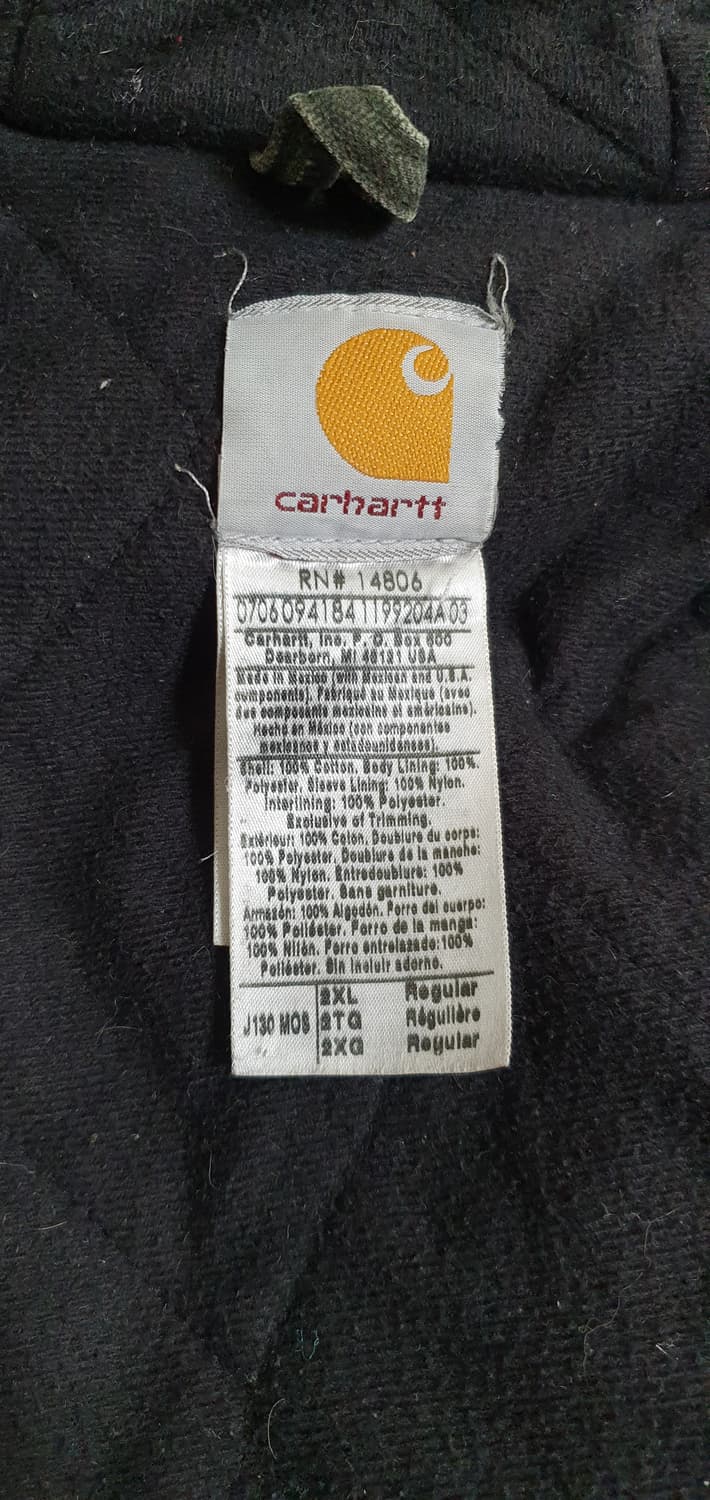 carhartt
RN# 14806
0706094184119920​4A 03
Carhartt, Inc. P. O. Box 600
Dearborn, MI 48121 USA
Made in Mexico (with Mexican and U.S.A.
components). Fabriqué au Mexique (avec
des composants mexicains et américains).
Hecho en México (con componentes
mexicanos y estadounidenses).
Shell: 100% Cotton. Body Lining: 100%
Polyester. Sleeve Lining: 100% Nylon.
Interlining: 100% Polyester.
Exclusive of Trimming.
Extérieur: 100% Coton. Doublure du corps:
100% Polyester. Doublure de la manche:
100% Nylon. Entredoublure: 100%
Polyester. Sans garniture.
Armazón: 100% Algodón. Forro del cuerpo:
100% Poliéster. Forro de la manga:
100% Nilón. Forro entrelazado: 100%
Poliéster. Sin incluir adorno.
J130 MOS
2XL Regular
2TG Régulière
2XG Regular